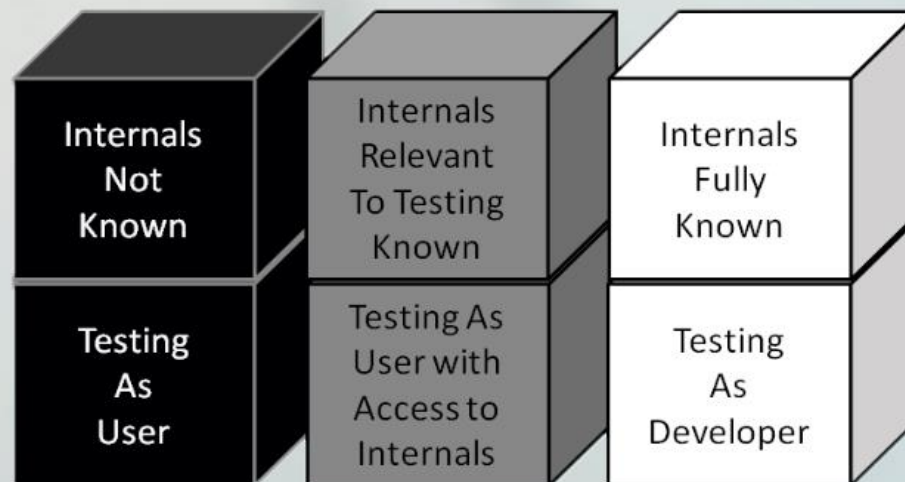 Internals
Not
Known
Internals
Relevant
To Testing
Known
Internals
Fully
Known
Testing
As
User
Testing As
User with
Access to
Internals
Testing
As
Developer